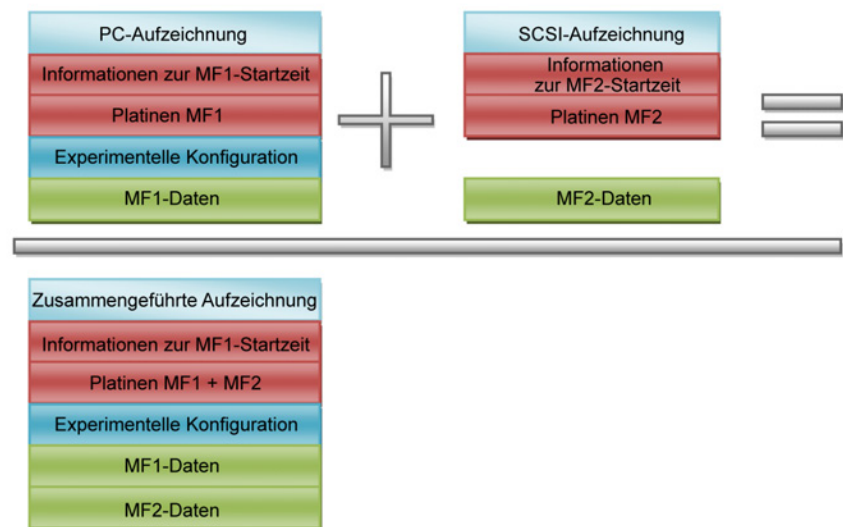 PC-Aufzeichnung
Informationen zur MF1-Startzeit
Platinen MF1
Experimentelle Konfiguration
MF1-Daten
SCSI-Aufzeichnung
Informationen
zur MF2-Startzeit
Platinen MF2
MF2-Daten
Zusammengeführte Aufzeichnung
Informationen zur MF1-Startzeit
Platinen MF1 + MF2
Experimentelle Konfiguration
MF1-Daten
MF2-Daten